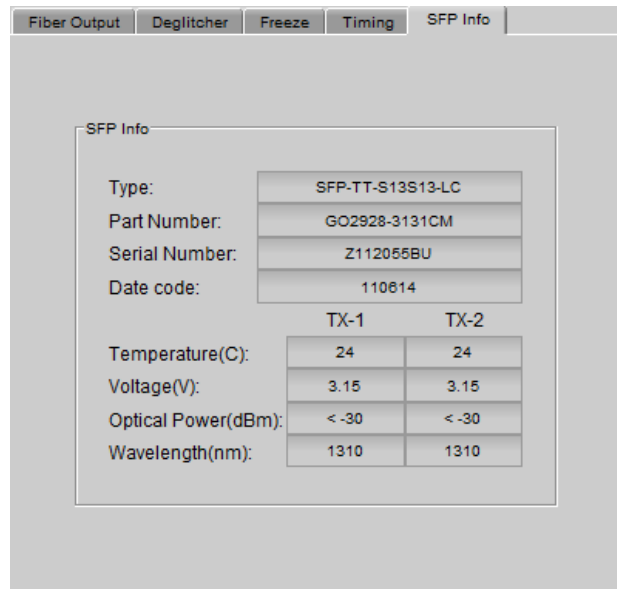 Fiber Output Deglitcher Freeze Timing SFP Info
SFP Info
Type: SFP-TT-S13S13-LC
Part Number: GO2928-3131CM
Serial Number: Z112055BU
Date code: 110614
TX-1 TX-2
Temperature(C): 24 24
Voltage(V): 3.15 3.15
Optical Power(dBm): < -30 < -30
Wavelength(nm): 1310 1310